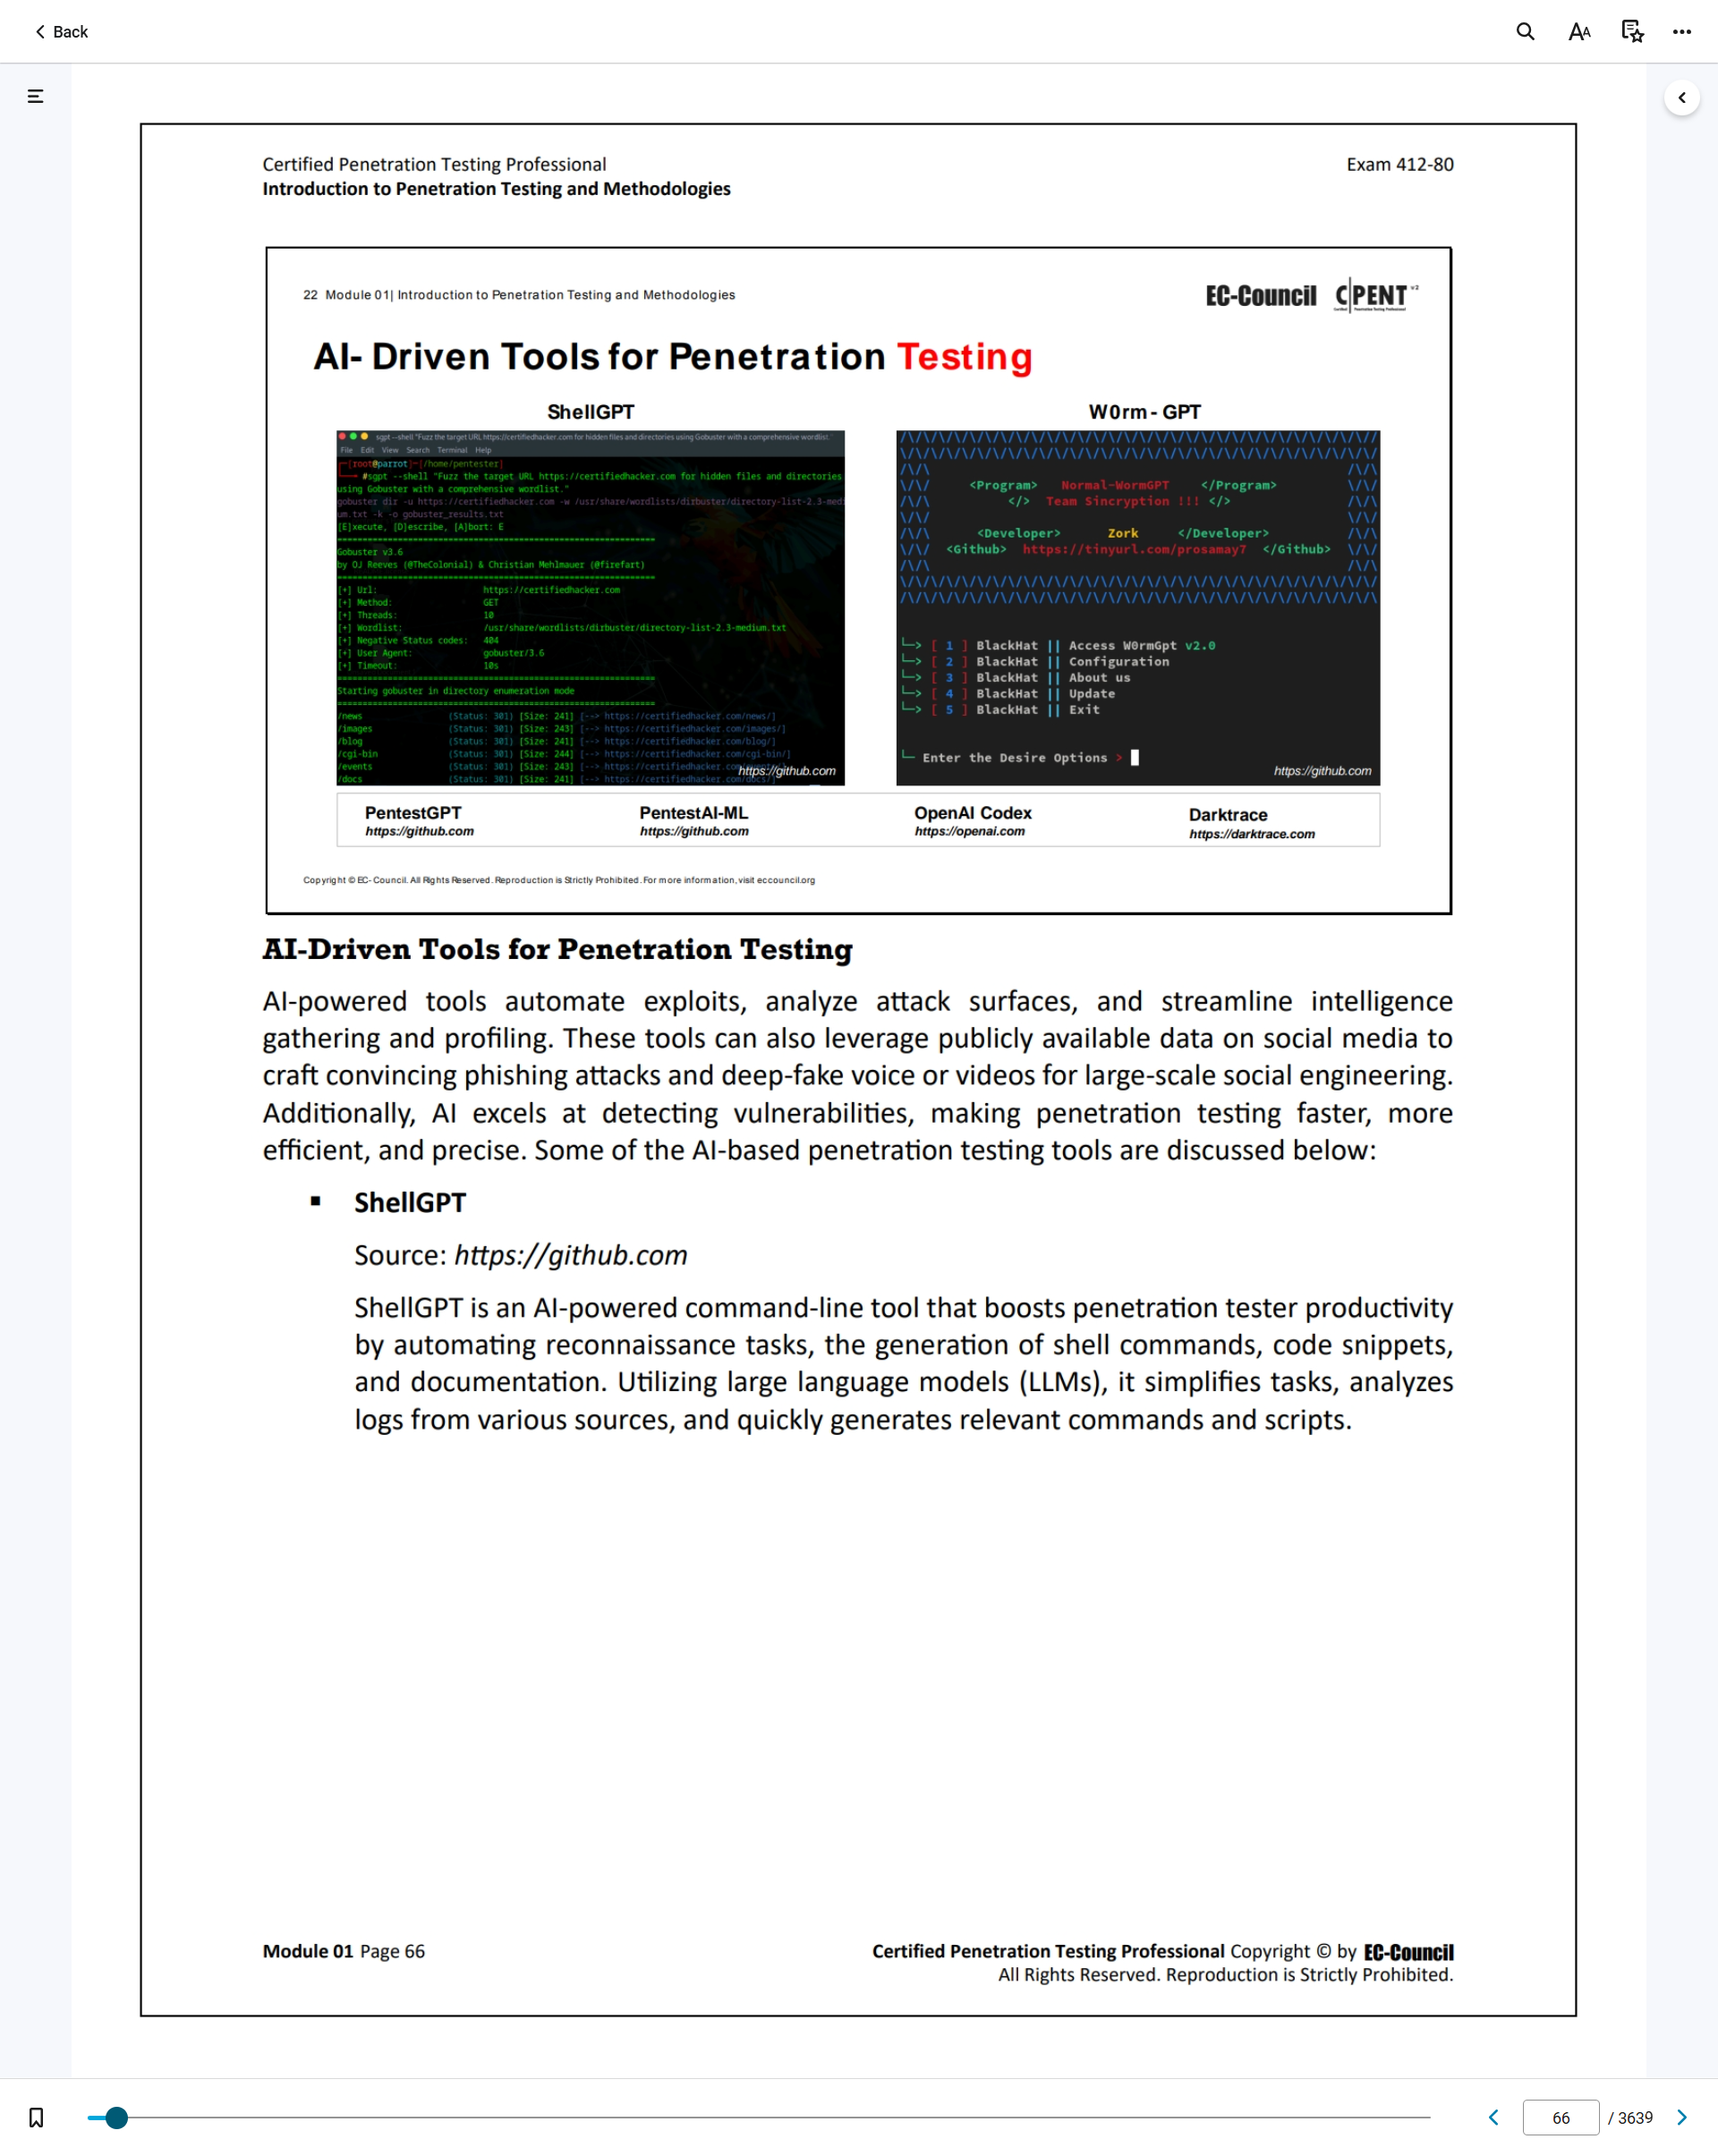 Back
Certified Penetration Testing Professional
Exam 412-80
Introduction to Penetration Testing and Methodologies
22 Module 01| Introduction to Penetration Testing and Methodologies
EC-Council C|PENT v2
AI- Driven Tools for Penetration Testing
ShellGPT
sgpt --shell "Fuzz the target URL https://certifiedhacker.com for hidden files and directories using Gobuster with a comprehensive wordlist."
File Edit View Search Terminal Help
[root@parrot]-[/home/pentester]
#sgpt --shell "Fuzz the target URL https://certifiedhacker.com for hidden files and directories
using Gobuster with a comprehensive wordlist."
gobuster dir -u https://certifiedhacker.com -w /usr/share/wordlists/dirbuster/directory-list-2.3-medi
um.txt -k -o gobuster_results.txt
[E]xecute, [D]escribe, [A]bort: E
Gobuster v3.6
by OJ Reeves (@TheColonial) & Christian Mehlmauer (@firefart)
[+] Url: https://certifiedhacker.com
[+] Method: GET
[+] Threads: 10
[+] Wordlist: /usr/share/wordlists/dirbuster/directory-list-2.3-medium.txt
[+] Negative Status codes: 404
[+] User Agent: gobuster/3.6
[+] Timeout: 10s
Starting gobuster in directory enumeration mode
/news (Status: 301) [Size: 241] [--> https://certifiedhacker.com/news/]
/images (Status: 301) [Size: 243] [--> https://certifiedhacker.com/images/]
/blog (Status: 301) [Size: 241] [--> https://certifiedhacker.com/blog/]
/cgi-bin (Status: 301) [Size: 244] [--> https://certifiedhacker.com/cgi-bin/]
/events (Status: 301) [Size: 243] [--> https://certifiedhacker.com/events/]
/docs (Status: 301) [Size: 241] [--> https://certifiedhacker.com/docs/]
https://github.com
W0rm - GPT
<Program> Normal-WormGPT </Program>
</> Team Sincryption !!! </>
<Developer> Zork </Developer>
<Github> https://tinyurl.com/prosamay7 </Github>
[ 1 ] BlackHat || Access W0rmGpt v2.0
[ 2 ] BlackHat || Configuration
[ 3 ] BlackHat || About us
[ 4 ] BlackHat || Update
[ 5 ] BlackHat || Exit
Enter the Desire Options >
https://github.com
PentestGPT
https://github.com
PentestAI-ML
https://github.com
OpenAI Codex
https://openai.com
Darktrace
https://darktrace.com
Copyright © EC- Council. All Rights Reserved. Reproduction is Strictly Prohibited. For more information, visit eccouncil.org
AI-Driven Tools for Penetration Testing
AI-powered tools automate exploits, analyze attack surfaces, and streamline intelligence
gathering and profiling. These tools can also leverage publicly available data on social media to
craft convincing phishing attacks and deep-fake voice or videos for large-scale social engineering.
Additionally, AI excels at detecting vulnerabilities, making penetration testing faster, more
efficient, and precise. Some of the AI-based penetration testing tools are discussed below:
▪ ShellGPT
Source: https://github.com
ShellGPT is an AI-powered command-line tool that boosts penetration tester productivity
by automating reconnaissance tasks, the generation of shell commands, code snippets,
and documentation. Utilizing large language models (LLMs), it simplifies tasks, analyzes
logs from various sources, and quickly generates relevant commands and scripts.
Module 01 Page 66
Certified Penetration Testing Professional Copyright © by EC-Council
All Rights Reserved. Reproduction is Strictly Prohibited.
66 / 3639